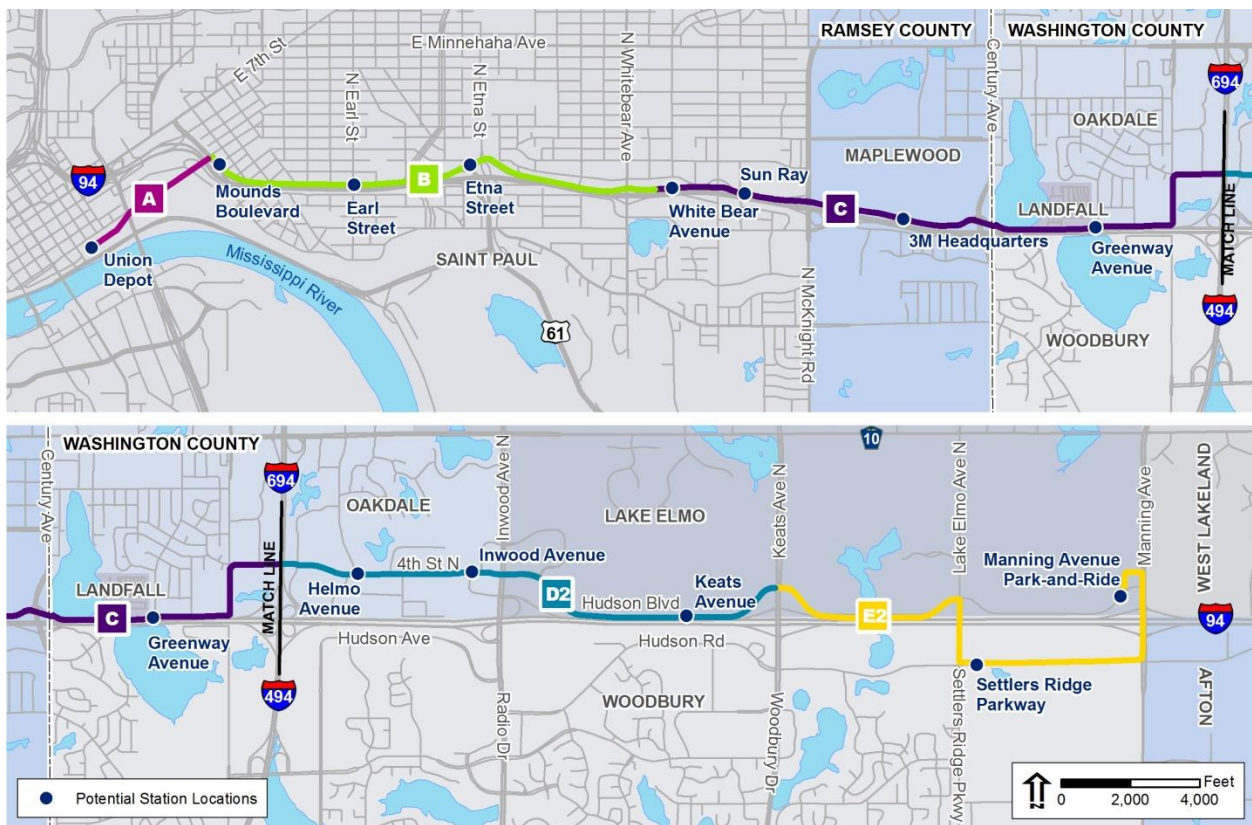 RAMSEY COUNTY
WASHINGTON COUNTY
E Minnehaha Ave
E 7th St
N Earl St
N Etna St
N Whitebear Ave
Century Ave
694
OAKDALE
MAPLEWOOD
94
A
B
C
Mounds
Boulevard
Earl
Street
Etna
Street
White Bear
Avenue
Sun Ray
3M Headquarters
LANDFALL
Greenway
Avenue
MATCH LINE
Union
Depot
Mississippi River
SAINT PAUL
61
N McKnight Rd
494
WOODBURY
WASHINGTON COUNTY
Century Ave
694
OAKDALE
Inwood Ave N
LAKE ELMO
Keats Ave N
10
Lake Elmo Ave N
Manning Ave
WEST LAKELAND
MATCH LINE
4th St N
Inwood Avenue
Helmo
Avenue
LANDFALL
C
Greenway
Avenue
D2
Hudson Blvd
Keats
Avenue
E2
Manning Avenue
Park-and-Ride
94
Hudson Ave
Hudson Rd
494
Radio Dr
WOODBURY
Woodbury Dr
Settlers Ridge Pkwy
Settlers Ridge
Parkway
AFTON
Potential Station Locations
N
Feet
0 2,000 4,000